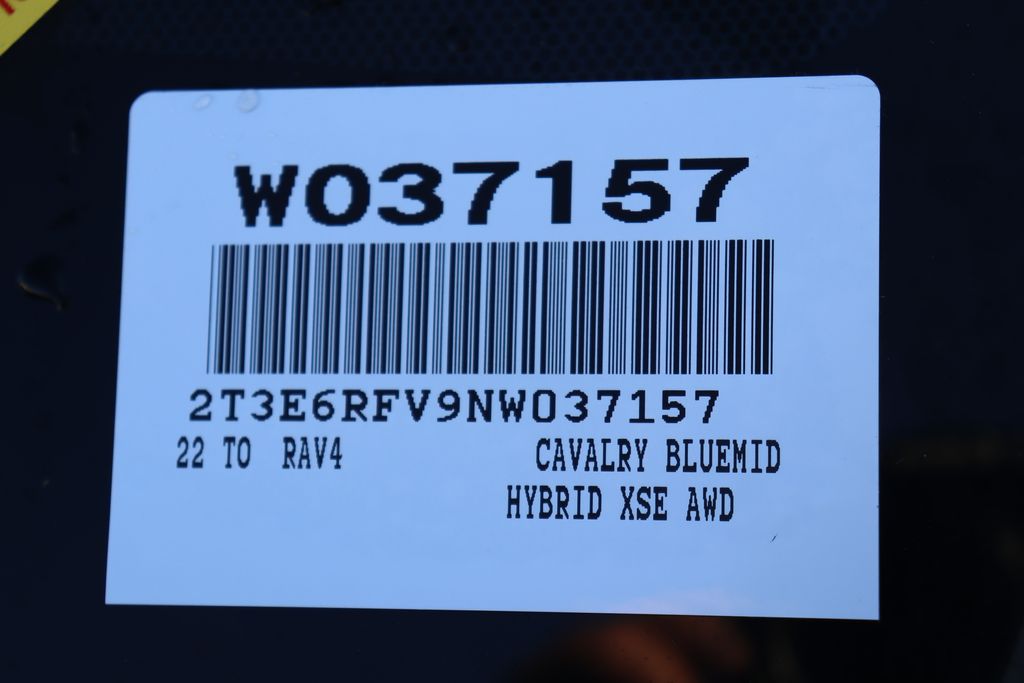 W037157
2T3E6RFV9NW037157
22 TO RAV4 CAVALRY BLUEMID
HYBRID XSE AWD